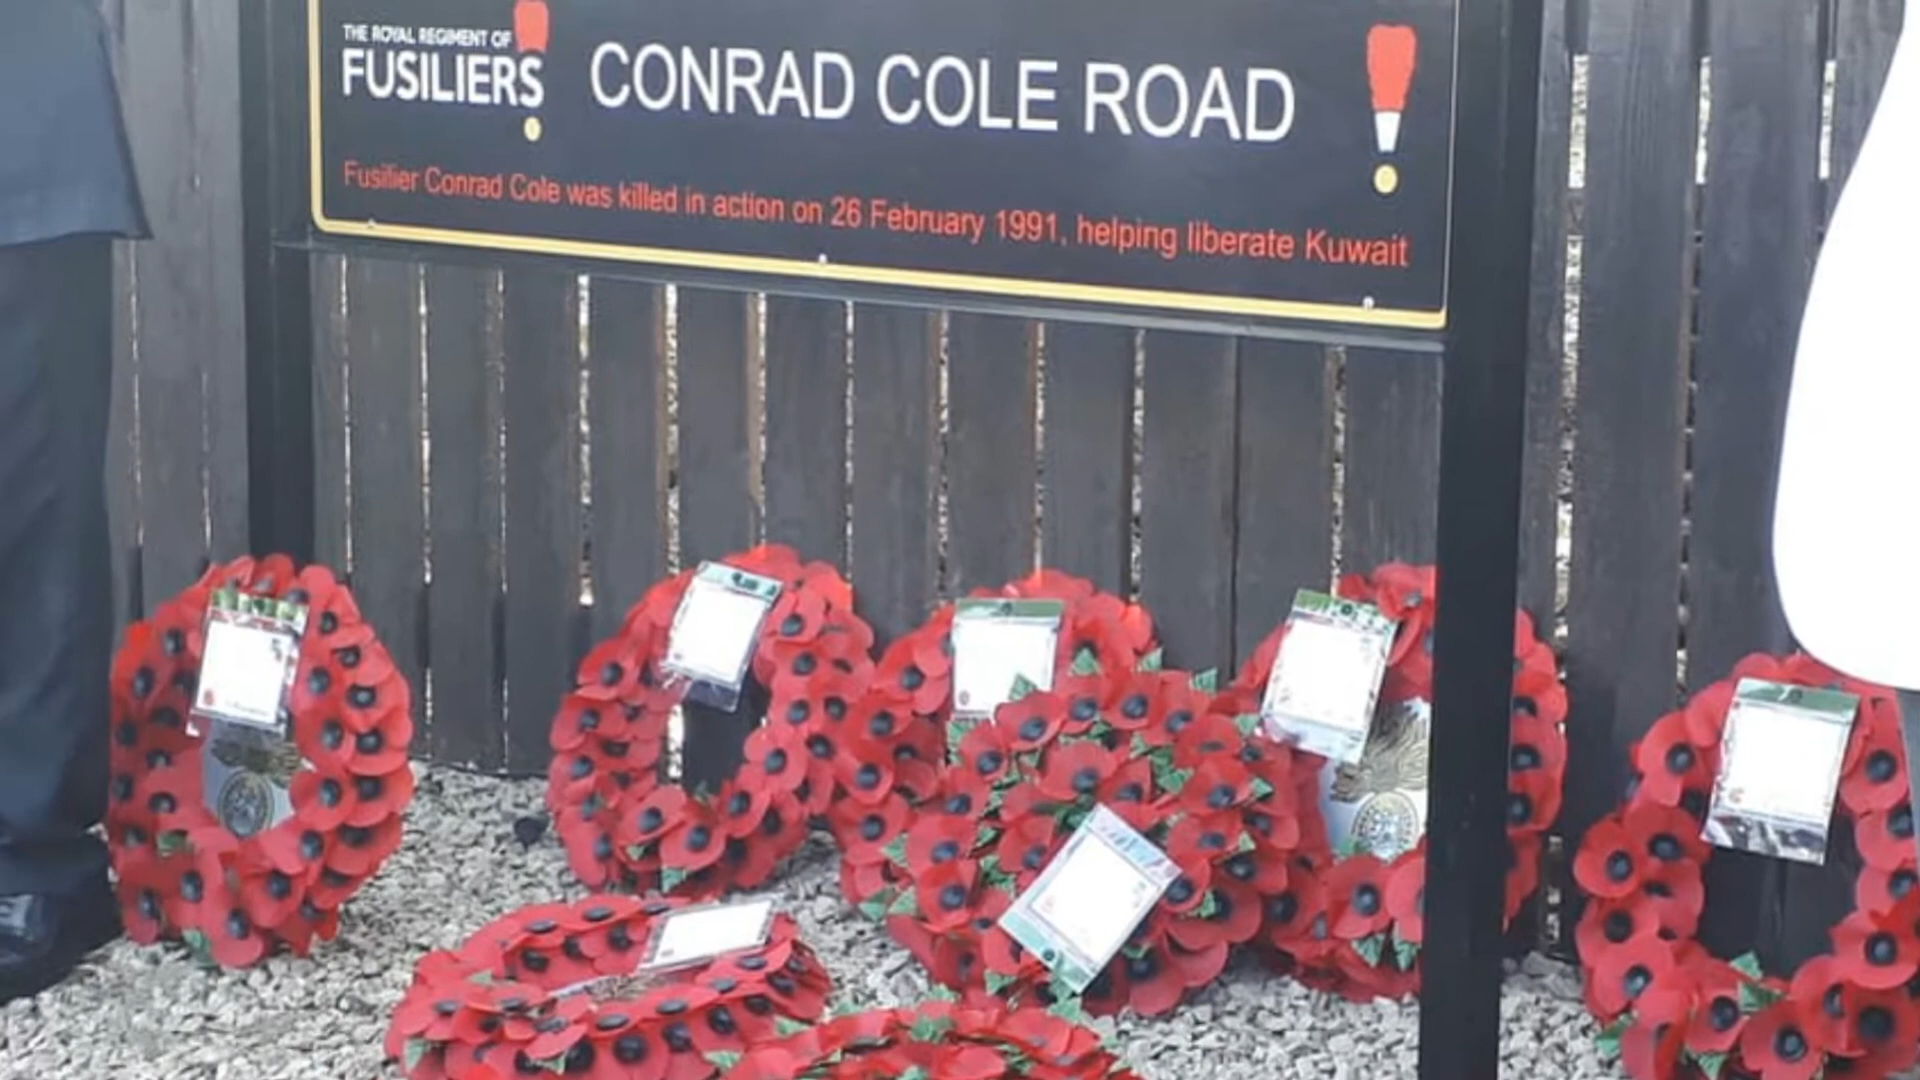 THE ROYAL REGIMENT OF
FUSILIERS
CONRAD COLE ROAD
Fusilier Conrad Cole was killed in action on 26 February 1991, helping liberate Kuwait